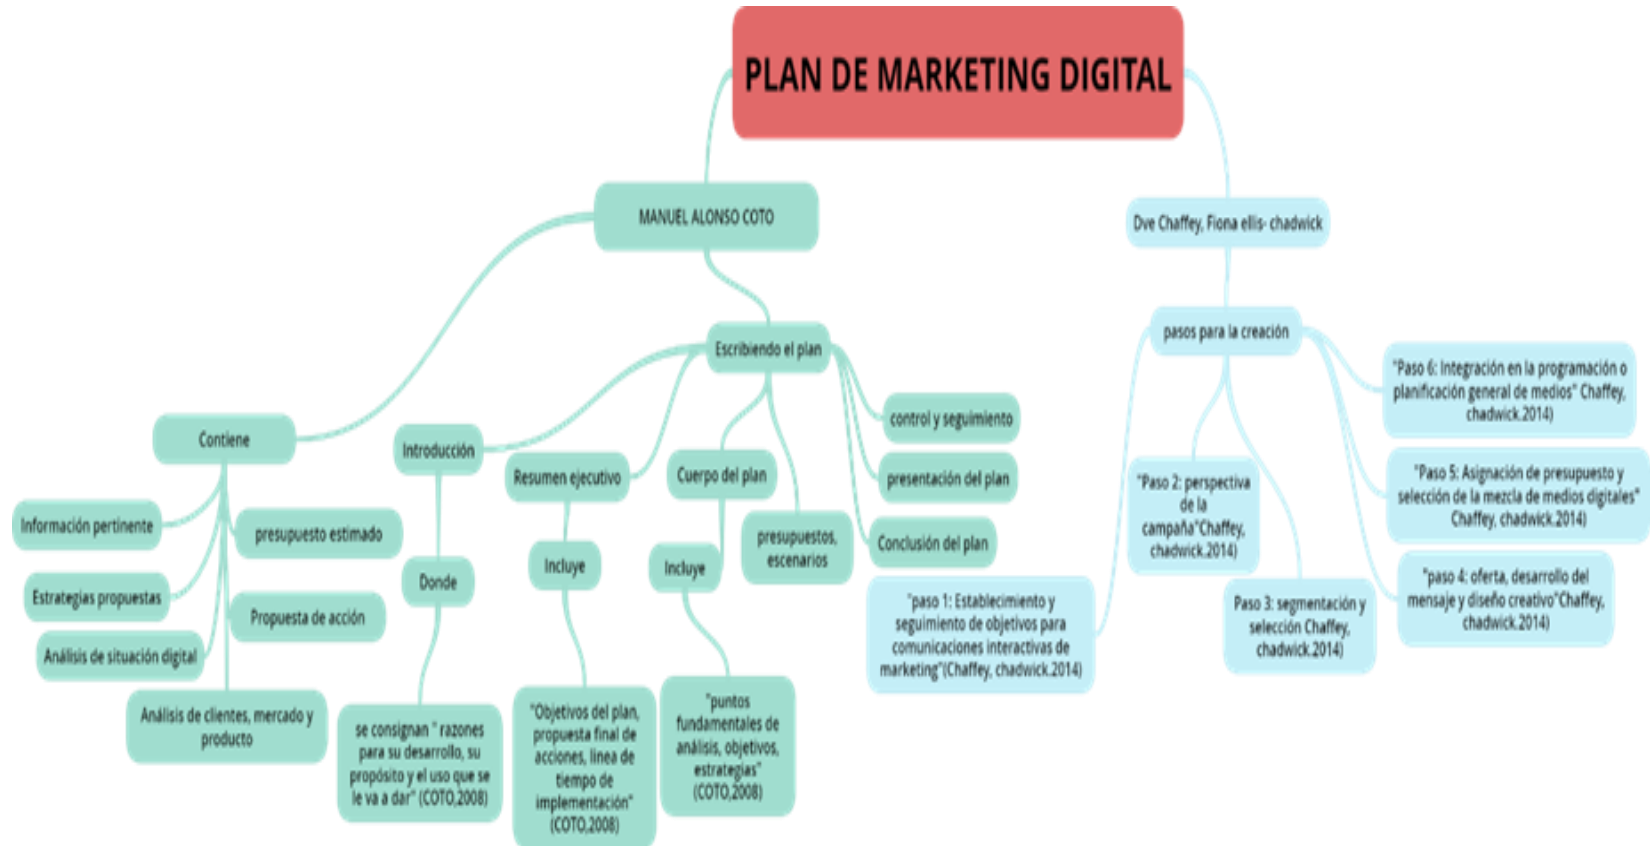 PLAN DE MARKETING DIGITAL
MANUEL ALONSO COTO
Contiene
Información pertinente
Estrategias propuestas
Análisis de situación digital
Análisis de clientes, mercado y
producto
presupuesto estimado
Propuesta de acción
Escribiendo el plan
Introducción
Donde
se consignan " razones
para su desarrollo, su
propósito y el uso que se
le va a dar" (COTO,2008)
Resumen ejecutivo
Incluye
"Objetivos del plan,
propuesta final de
acciones, linea de
tiempo de
implementación"
(COTO,2008)
Cuerpo del plan
Incluye
"puntos
fundamentales de
análisis, objetivos,
estrategias"
(COTO,2008)
presupuestos,
escenarios
control y seguimiento
presentación del plan
Conclusión del plan
Dve Chaffey, Fiona ellis- chadwick
pasos para la creación
"paso 1: Establecimiento y
seguimiento de objetivos para
comunicaciones interactivas de
marketing"(Chaffey, chadwick.2014)
"Paso 2: perspectiva
de la
campaña"Chaffey,
chadwick.2014)
Paso 3: segmentación y
selección Chaffey,
chadwick.2014)
"paso 4: oferta, desarrollo del
mensaje y diseño creativo"Chaffey,
chadwick.2014)
"Paso 5: Asignación de presupuesto y
selección de la mezcla de medios digitales"
Chaffey, chadwick.2014)
"Paso 6: Integración en la programación o
planificación general de medios" Chaffey,
chadwick.2014)